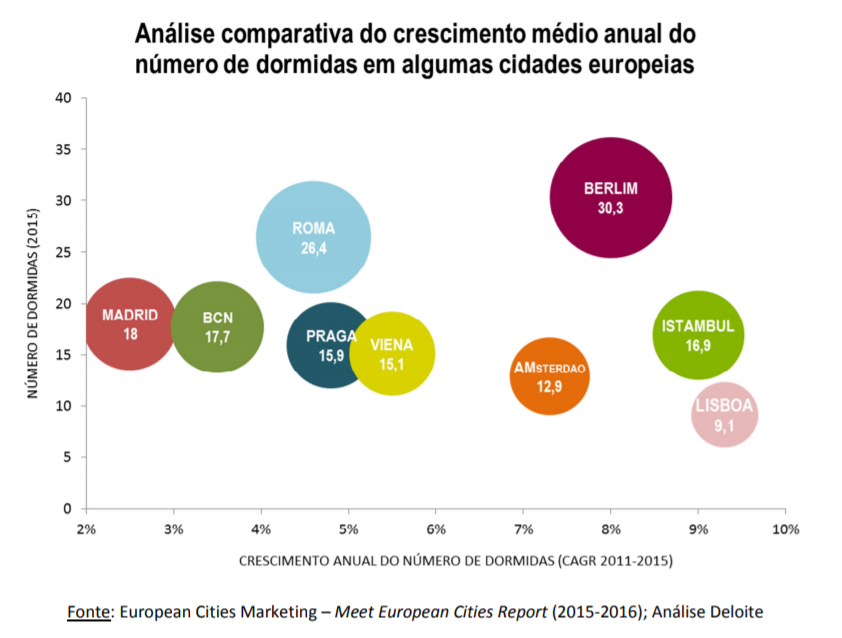 Análise comparativa do crescimento médio anual do
número de dormidas em algumas cidades europeias
NÚMERO DE DORMIDAS (2015)
40
35
30
25
20
15
10
5
0
BERLIM
30,3
ROMA
26,4
MADRID
18
BCN
17,7
PRAGA
15,9
VIENA
15,1
AMSTERDAO
12,9
ISTAMBUL
16,9
LISBOA
9,1
2% 3% 4% 5% 6% 7% 8% 9% 10%
CRESCIMENTO ANUAL DO NÚMERO DE DORMIDAS (CAGR 2011-2015)
Fonte: European Cities Marketing – Meet European Cities Report (2015-2016); Análise Deloite